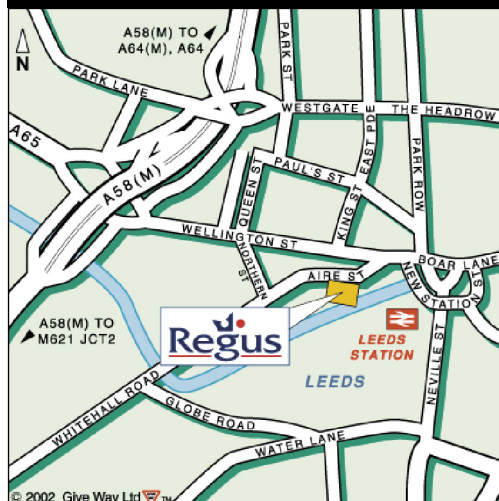 A58(M) TO
A64(M), A64
N
PARK LANE
PARK ST
WESTGATE
THE HEADROW
A65
A58(M)
QUEEN ST
PAUL'S ST
KING ST
EAST PDE
PARK ROW
WELLINGTON ST
NORTHERN
ST
AIRE ST
BOAR LANE
NEW STATION ST
A58(M) TO
M621 JCT2
Regus
LEEDS
STATION
LEEDS
NEVILLE ST
WHITEHALL ROAD
GLOBE ROAD
WATER LANE
© 2002 Give Way Ltd TM